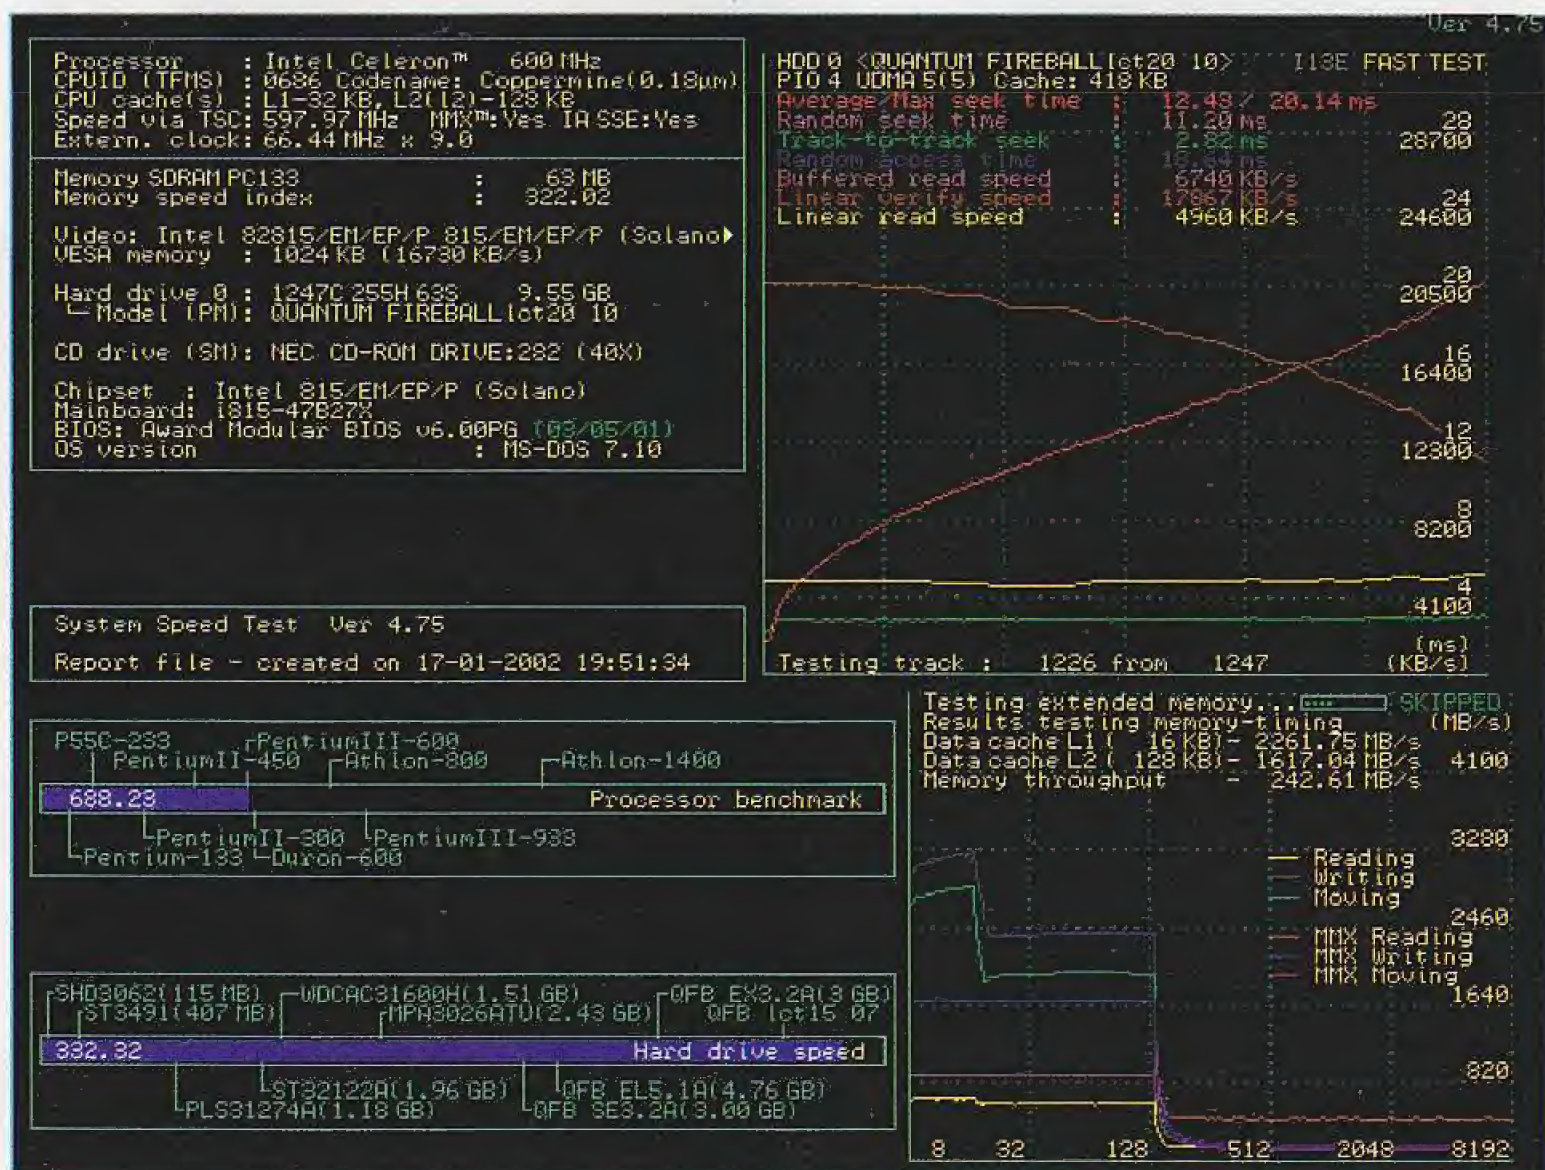 Ver 4.75
Processor : Intel Celeron™ 600 MHz
CPUID (TFMS) : 0686 Codename: Coppermine(0.18µm)
CPU cache(s) : L1-32 KB, L2(12)-128 KB
Speed via TSC: 597.97 MHz MMX™:Yes IA SSE:Yes
Extern. clock: 66.44 MHz x 9.0
Memory SDRAM PC133 : 63 MB
Memory speed index : 322.02
Video: Intel 82815/EM/EP/P 815/EM/EP/P (Solano
VESA memory : 1024 KB (16730 KB/s)
Hard drive 0 : 1247C 255H 63S 9.55 GB
Model (PM): QUANTUM FIREBALLlct20 10
CD drive (SM): NEC CD-ROM DRIVE:282 (40X)
Chipset : Intel 815/EM/EP/P (Solano)
Mainboard: i815-47B27X
BIOS: Award Modular BIOS v6.00PG (03/05/01)
OS version : MS-DOS 7.10
System Speed Test Ver 4.75
Report file - created on 17-01-2002 19:51:34
P55C-233 PentiumIII-600
PentiumII-450 Athlon-800 Athlon-1400
688.23 Processor benchmark
PentiumII-300 PentiumIII-933
Pentium-133 Duron-600
SHD3062(115 MB) WDCAC31600H(1.51 GB) QFB EX3.2A(3 GB)
ST3491(407 MB) MPA3026ATU(2.43 GB) QFB lct15 07
332.32 Hard drive speed
ST32122A(1.96 GB) QFB EL5.1A(4.76 GB)
PLS31274A(1.18 GB) QFB SE3.2A(3.00 GB)
HDD 0 <QUANTUM FIREBALLlct20 10> I13E FAST TEST
PIO 4 UDMA 5(5) Cache: 418 KB
Average/Max seek time : 12.43 / 20.14 ms
Random seek time : 11.20 ms 28
Track-to-track seek : 2.82 ms 28700
Random access time : 18.64 ms
Buffered read speed : 6740 KB/s
Linear verify speed : 17867 KB/s 24
Linear read speed : 4960 KB/s 24600
20
20500
16
16400
12
12300
8
8200
4
4100
(ms)
Testing track : 1226 from 1247 (KB/s)
Testing extended memory... SKIPPED
Results testing memory-timing (MB/s)
Data cache L1 ( 16 KB)- 2261.75 MB/s
Data cache L2 ( 128 KB)- 1617.04 MB/s 4100
Memory throughput - 242.61 MB/s
3280
Reading
Writing
Moving
2460
MMX Reading
MMX Writing
MMX Moving
1640
820
8 32 128 512 2048 8192